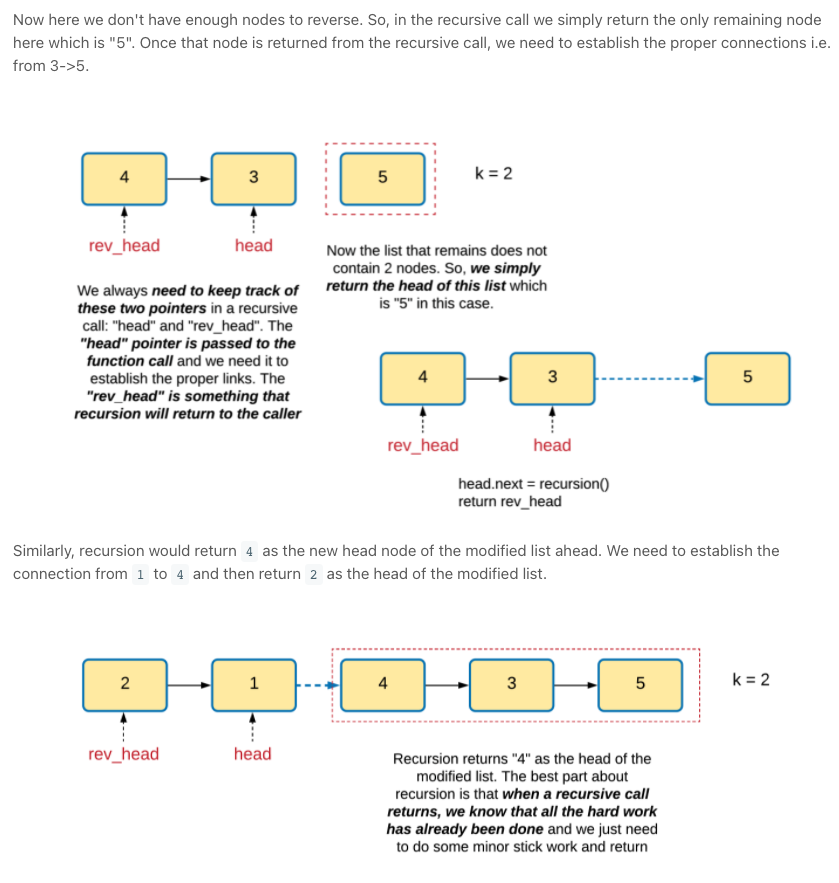 Now here we don't have enough nodes to reverse. So, in the recursive call we simply return the only remaining node
here which is "5". Once that node is returned from the recursive call, we need to establish the proper connections i.e.
from 3->5.
4
3
5
k = 2
rev_head
head
We always need to keep track of
these two pointers in a recursive
call: "head" and "rev_head". The
"head" pointer is passed to the
function call and we need it to
establish the proper links. The
"rev_head" is something that
recursion will return to the caller
Now the list that remains does not
contain 2 nodes. So, we simply
return the head of this list which
is "5" in this case.
4
3
5
rev_head
head
head.next = recursion()
return rev_head
Similarly, recursion would return 4 as the new head node of the modified list ahead. We need to establish the
connection from 1 to 4 and then return 2 as the head of the modified list.
2
1
4
3
5
k = 2
rev_head
head
Recursion returns "4" as the head of the
modified list. The best part about
recursion is that when a recursive call
returns, we know that all the hard work
has already been done and we just need
to do some minor stick work and return